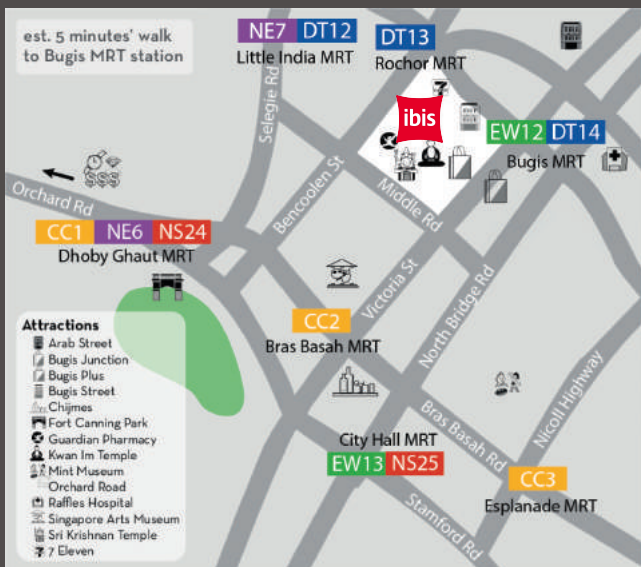 est. 5 minutes' walk
to Bugis MRT station
NE7 DT12
Little India MRT
DT13
Rochor MRT
Selegie Rd
ibis
EW12 DT14
Bugis MRT
Orchard Rd
$$$
Bencoolen St
Middle Rd
CC1 NE6 NS24
Dhoby Ghaut MRT
Victoria St
North Bridge Rd
CC2
Bras Basah MRT
Nicoll Highway
Attractions
Arab Street
Bugis Junction
Bugis Plus
Bugis Street
Chijmes
Fort Canning Park
Guardian Pharmacy
Kwan Im Temple
Mint Museum
Orchard Road
Raffles Hospital
Singapore Arts Museum
Sri Krishnan Temple
7 Eleven
City Hall MRT
EW13 NS25
Bras Basah Rd
CC3
Esplanade MRT
Stamford Rd